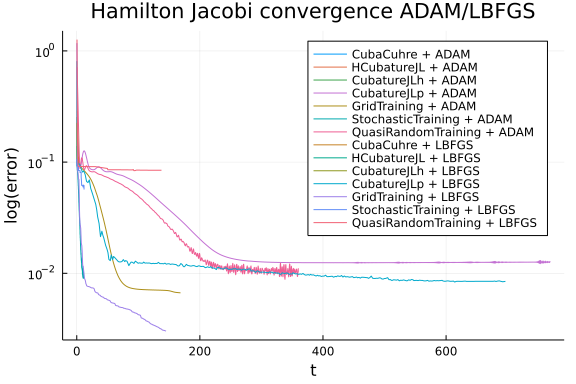 Hamilton Jacobi convergence ADAM/LBFGS
CubaCuhre + ADAM
HCubatureJL + ADAM
CubatureJLh + ADAM
CubatureJLp + ADAM
GridTraining + ADAM
StochasticTraining + ADAM
QuasiRandomTraining + ADAM
CubaCuhre + LBFGS
HCubatureJL + LBFGS
CubatureJLh + LBFGS
CubatureJLp + LBFGS
GridTraining + LBFGS
StochasticTraining + LBFGS
QuasiRandomTraining + LBFGS
log(error)
10⁰
10⁻¹
10⁻²
0 200 400 600
t